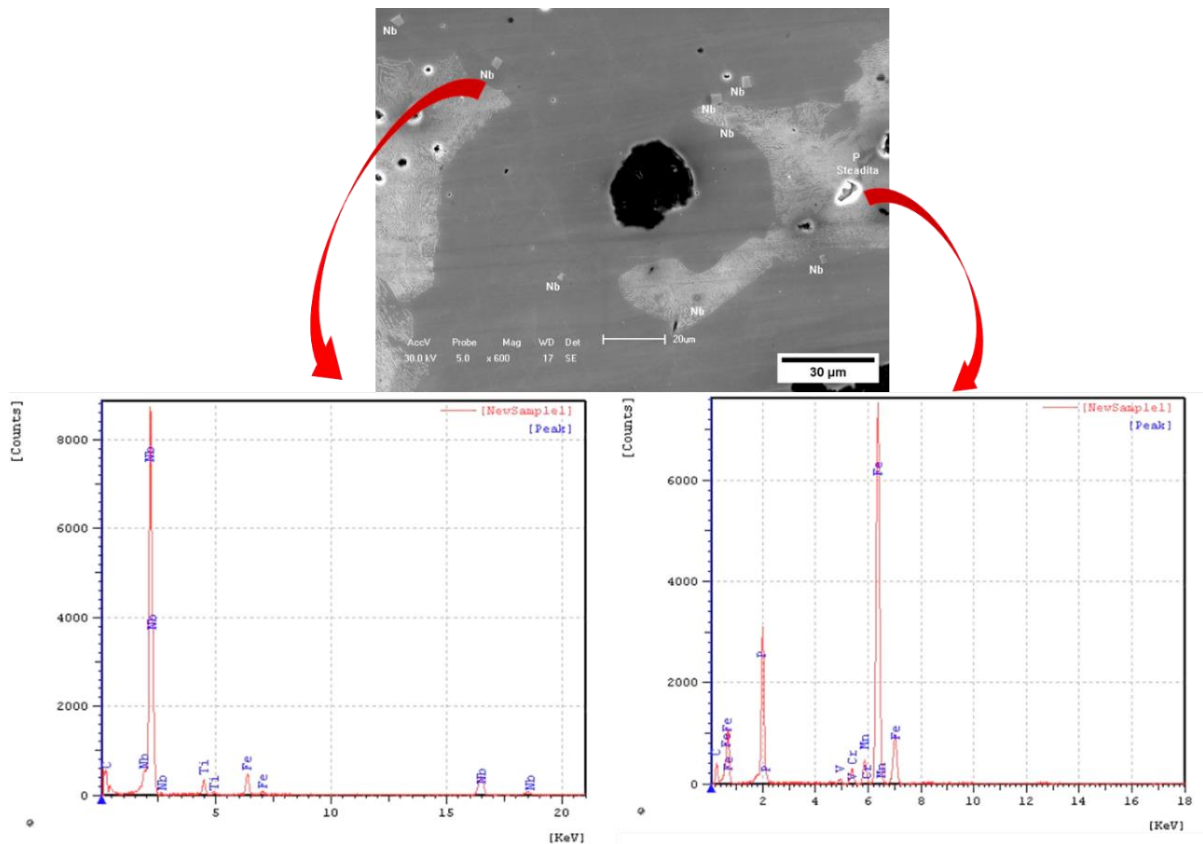 Nb
Nb
Nb
Nb
Nb
P
Steadita
Nb
Nb
Nb
AccV Probe Mag WD Det
30.0 kV 5.0 x 600 17 SE
20um
30 µm
[Counts]
[NewSample1]
[Peak]
8000
6000
4000
2000
0
Nb
Nb
C
Nb
Nb
Ti
Ti
Fe
Fe
Nb
Nb
5
10
15
20
[KeV]
[Counts]
[NewSample1]
[Peak]
6000
4000
2000
0
Fe
P
P
C
Fe
Fe
Fe
V
V
Cr
Cr
Mn
Mn
Fe
2
4
6
8
10
12
14
16
18
[KeV]